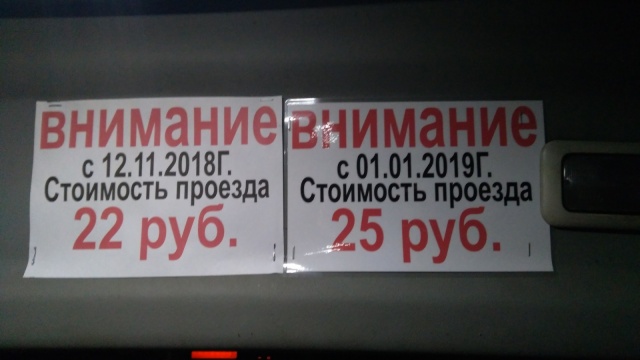 внимание
с 12.11.2018Г.
Стоимость проезда
22 руб.
внимание
с 01.01.2019Г.
Стоимость проезда
25 руб.